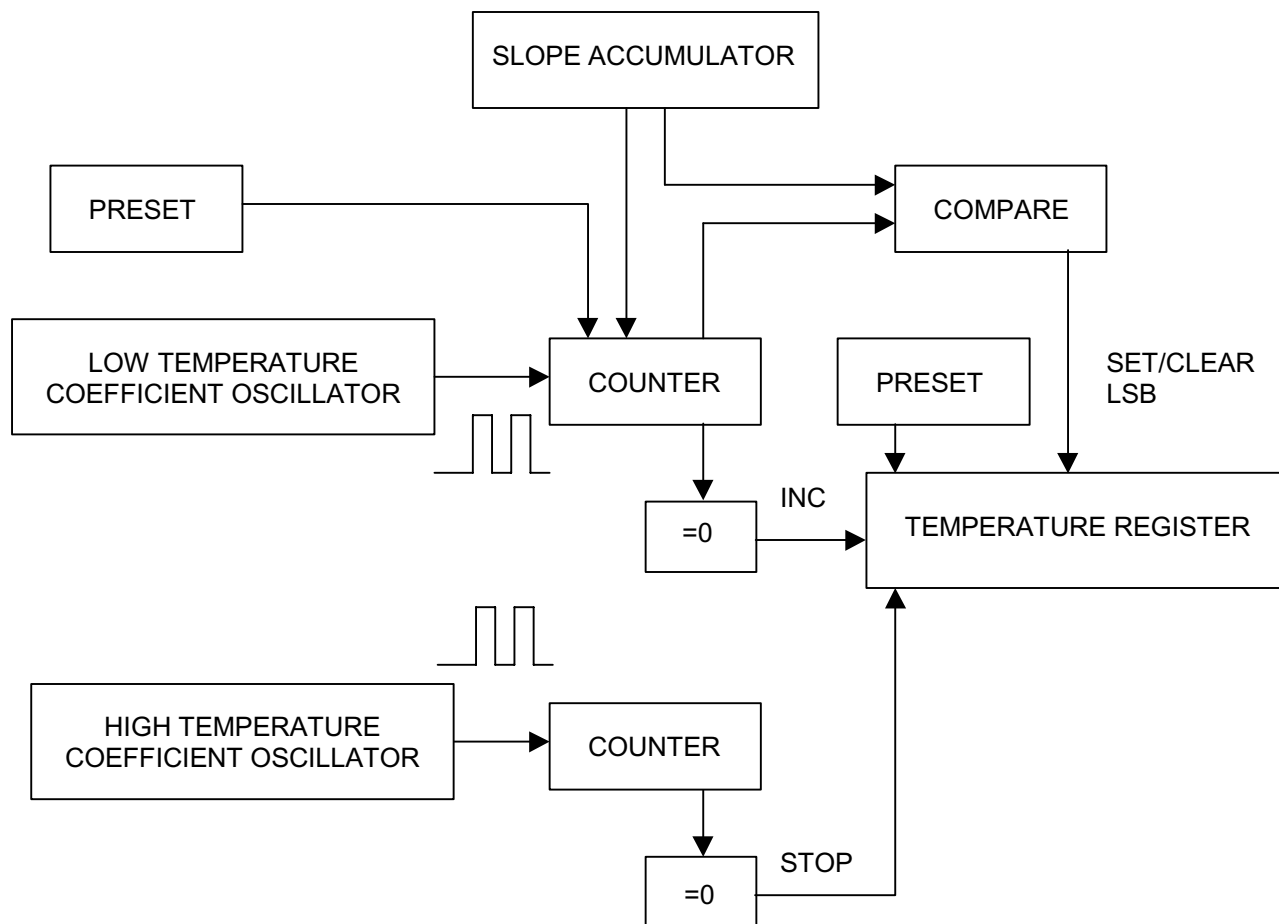 SLOPE ACCUMULATOR
PRESET
COMPARE
LOW TEMPERATURE
COEFFICIENT OSCILLATOR
COUNTER
PRESET
SET/CLEAR
LSB
=0
INC
TEMPERATURE REGISTER
HIGH TEMPERATURE
COEFFICIENT OSCILLATOR
COUNTER
=0
STOP